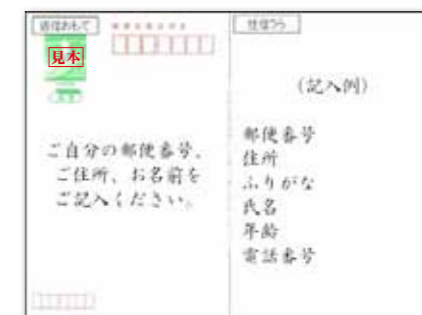 返信おもて
見本
ご自分の郵便番号、
ご住所、お名前を
ご記入ください。
往信うら
(記入例)
郵便番号
住所
ふりがな
氏名
年齢
電話番号